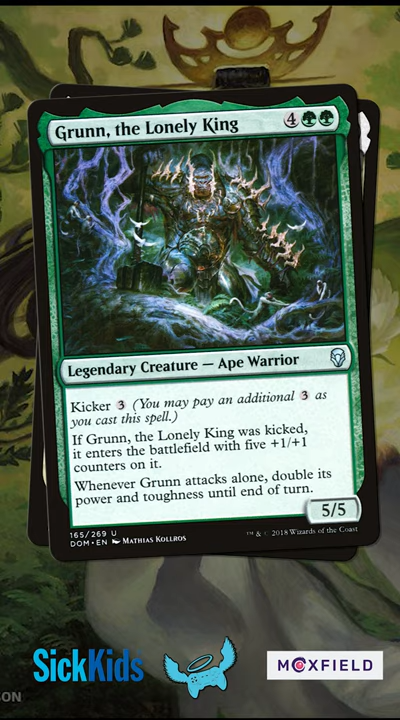 Grunn, the Lonely King 4
Legendary Creature — Ape Warrior
Kicker 3 (You may pay an additional 3 as
you cast this spell.)
If Grunn, the Lonely King was kicked,
it enters the battlefield with five +1/+1
counters on it.
Whenever Grunn attacks alone, double its
power and toughness until end of turn.
5/5
165/269 U
DOM • EN MATHIAS KOLLROS
™ & © 2018 Wizards of the Coast
SickKids
MOXFIELD
SON